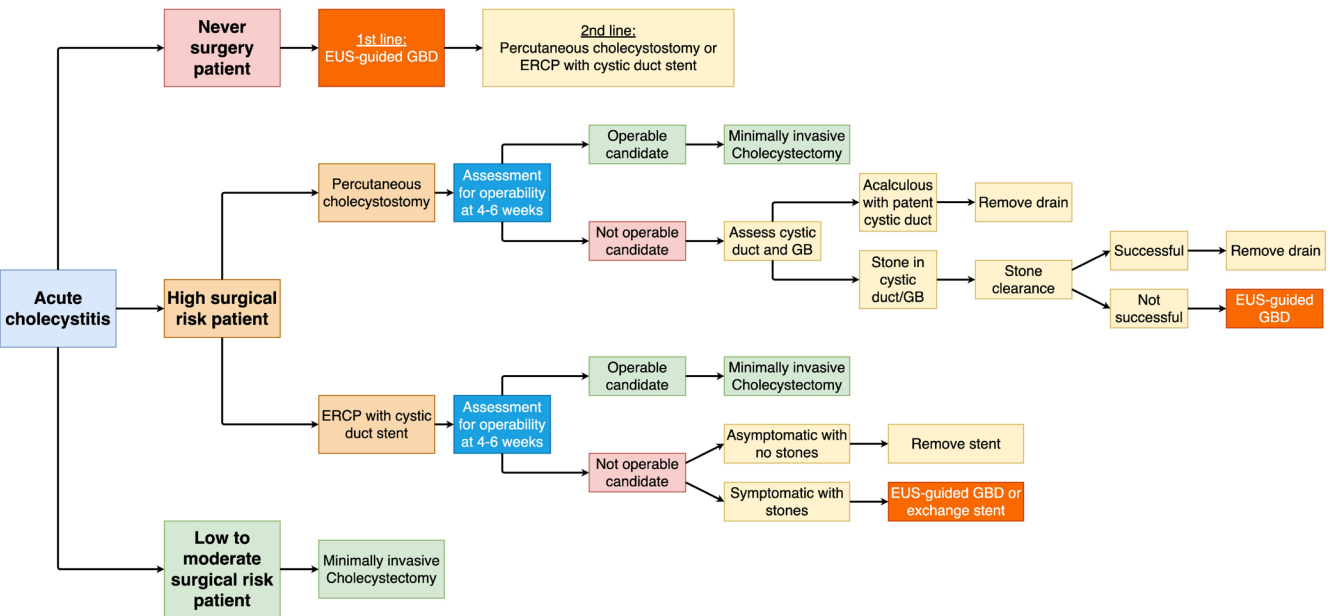 Never
surgery
patient
1st line:
EUS-guided GBD
2nd line:
Percutaneous cholecystostomy or
ERCP with cystic duct stent
Acute
cholecystitis
High surgical
risk patient
Percutaneous
cholecystostomy
Assessment
for operability
at 4-6 weeks
Operable
candidate
Minimally invasive
Cholecystectomy
Not operable
candidate
Assess cystic
duct and GB
Acalculous
with patent
cystic duct
Remove drain
Stone in
cystic
duct/GB
Stone
clearance
Successful
Remove drain
Not
successful
EUS-guided
GBD
ERCP with cystic
duct stent
Assessment
for operability
at 4-6 weeks
Operable
candidate
Minimally invasive
Cholecystectomy
Not operable
candidate
Asymptomatic with
no stones
Remove stent
Symptomatic with
stones
EUS-guided GBD or
exchange stent
Low to
moderate
surgical risk
patient
Minimally invasive
Cholecystectomy